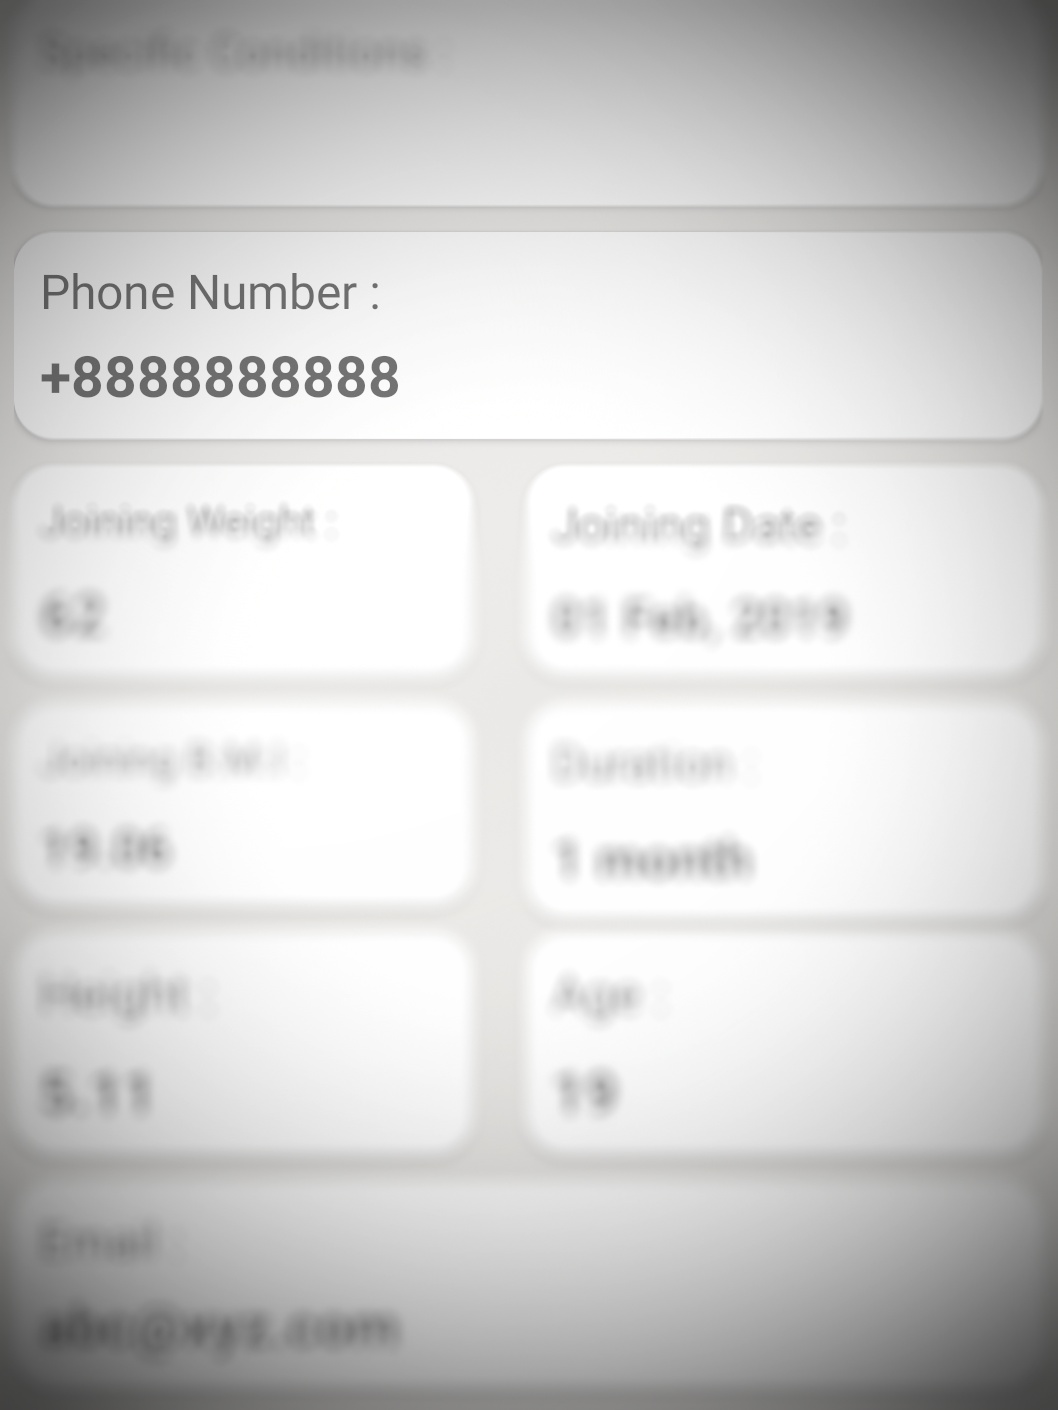 Specific Conditions :
Phone Number :
+8888888888
Joining Weight :
Joining Date :
62
01 Feb, 2019
Joining B.M.I :
Duration :
19.06
1 month
Height :
Age :
5.11
19
Email :
abc@xyz.com